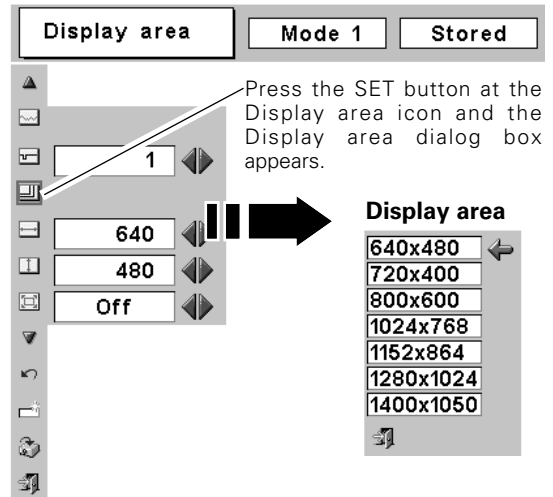 Display area
Mode 1
Stored
Press the SET button at the
Display area icon and the
Display area dialog box
appears.
1
640
480
Off
Display area
640x480
720x400
800x600
1024x768
1152x864
1280x1024
1400x1050